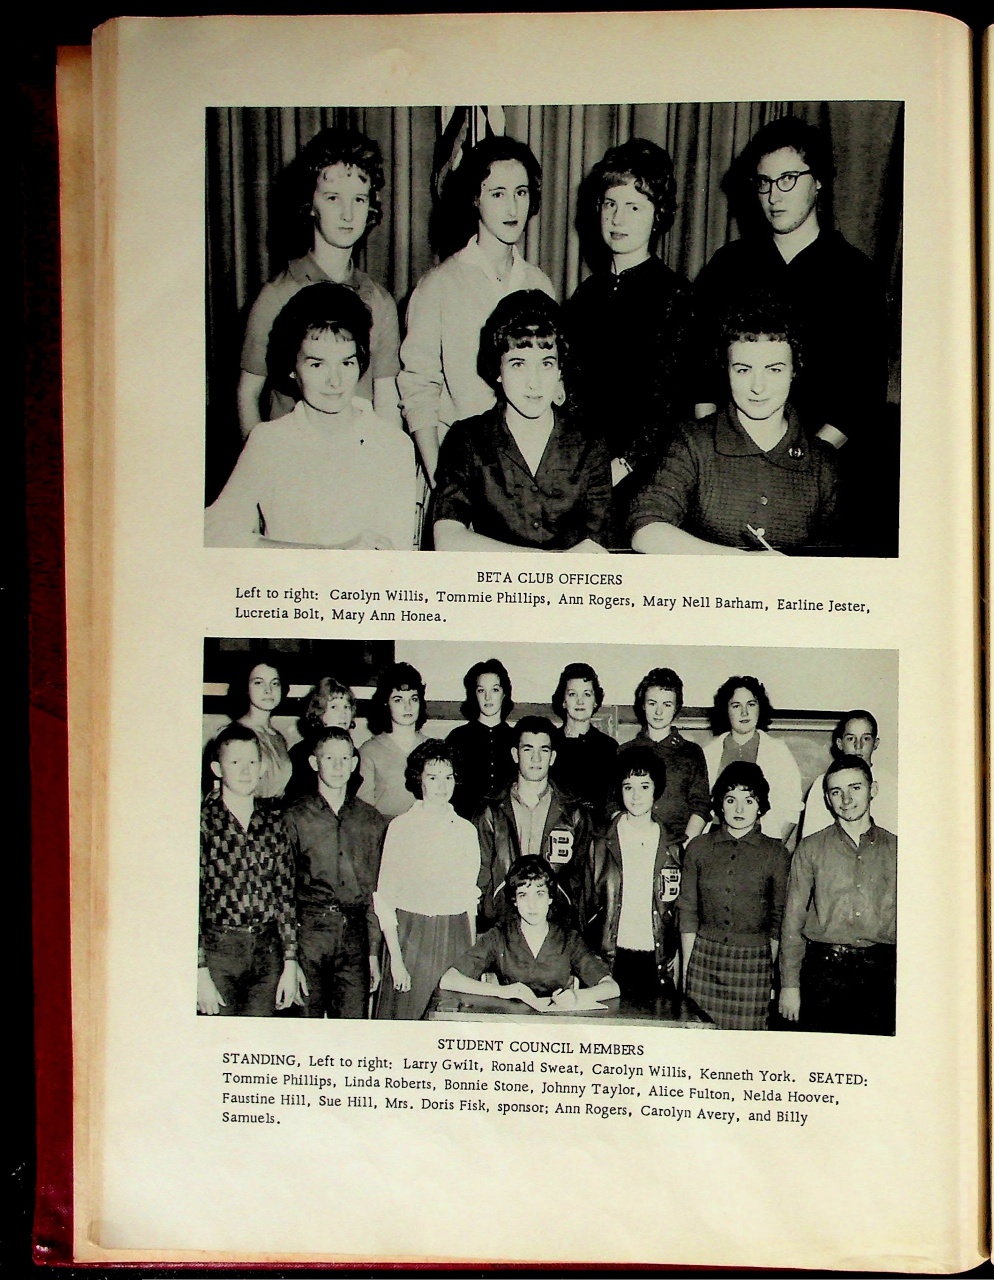 BETA CLUB OFFICERS
Left to right: Carolyn Willis, Tommie Phillips, Ann Rogers, Mary Nell Barham, Earline Jester,
Lucretia Bolt, Mary Ann Honea.
B
B
STUDENT COUNCIL MEMBERS
STANDING, Left to right: Larry Gwilt, Ronald Sweat, Carolyn Willis, Kenneth York. SEATED:
Tommie Phillips, Linda Roberts, Bonnie Stone, Johnny Taylor, Alice Fulton, Nelda Hoover,
Faustine Hill, Sue Hill, Mrs. Doris Fisk, sponsor; Ann Rogers, Carolyn Avery, and Billy
Samuels.